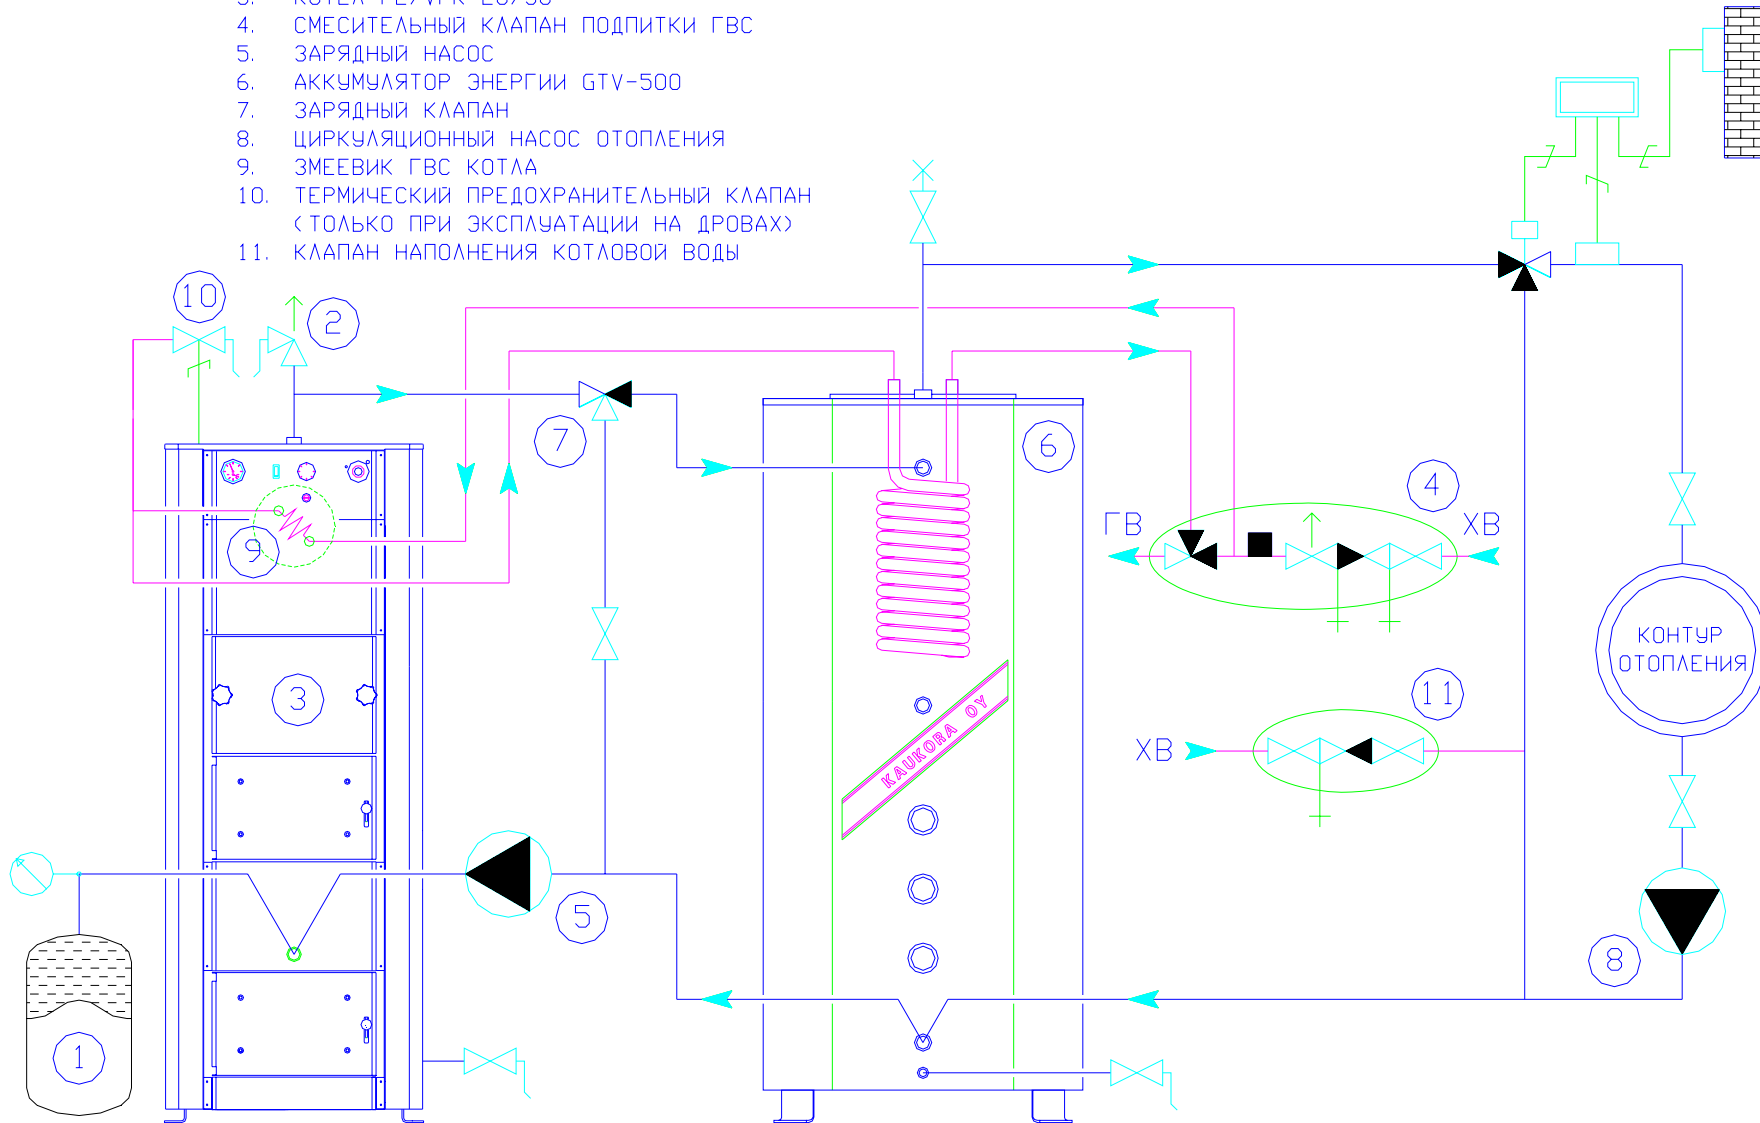 4. СМЕСИТЕЛЬНЫЙ КЛАПАН ПОДПИТКИ ГВС
5. ЗАРЯДНЫЙ НАСОС
6. АККУМУЛЯТОР ЭНЕРГИИ GTV-500
7. ЗАРЯДНЫЙ КЛАПАН
8. ЦИРКУЛЯЦИОННЫЙ НАСОС ОТОПЛЕНИЯ
9. ЗМЕЕВИК ГВС КОТЛА
10. ТЕРМИЧЕСКИЙ ПРЕДОХРАНИТЕЛЬНЫЙ КЛАПАН
(ТОЛЬКО ПРИ ЭКСПЛУАТАЦИИ НА ДРОВАХ)
11. КЛАПАН НАПОЛНЕНИЯ КОТЛОВОЙ ВОДЫ
10
2
7
6
4
ГВ
ХВ
9
3
КОНТУР
ОТОПЛЕНИЯ
11
ХВ
KAUKORA OY
5
8
1